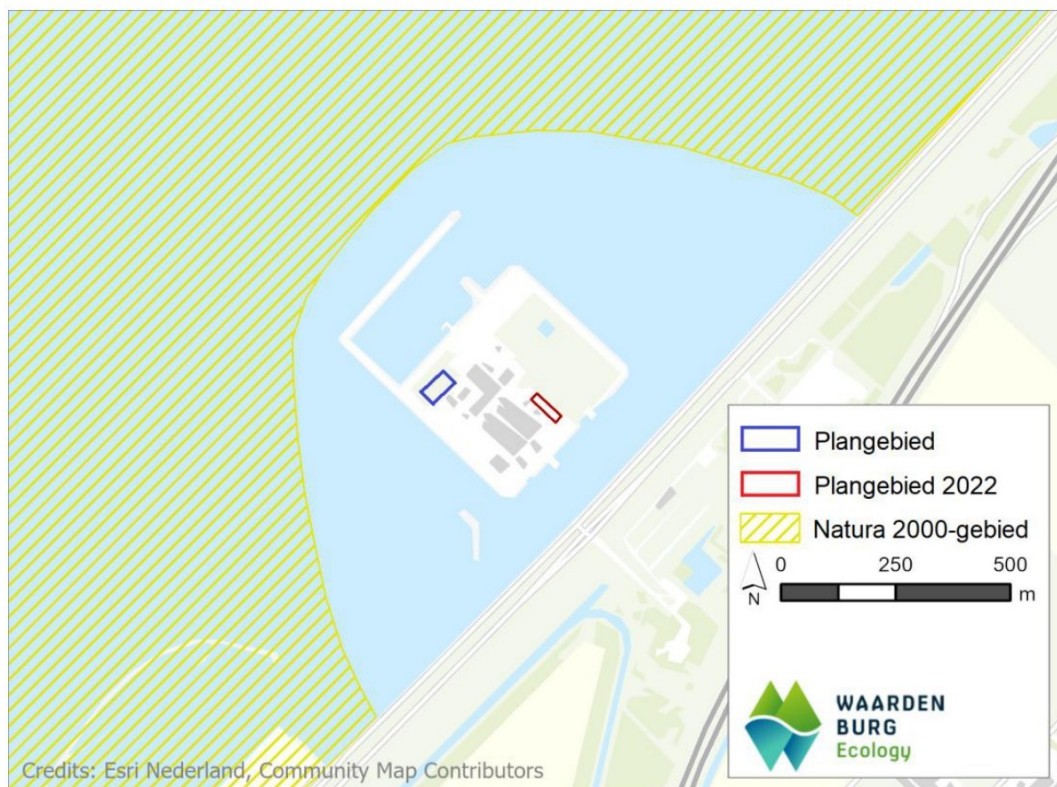 Plangebied
Plangebied 2022
Natura 2000-gebied
0 250 500
N
m
WAARDEN
BURG
Ecology
Credits: Esri Nederland, Community Map Contributors